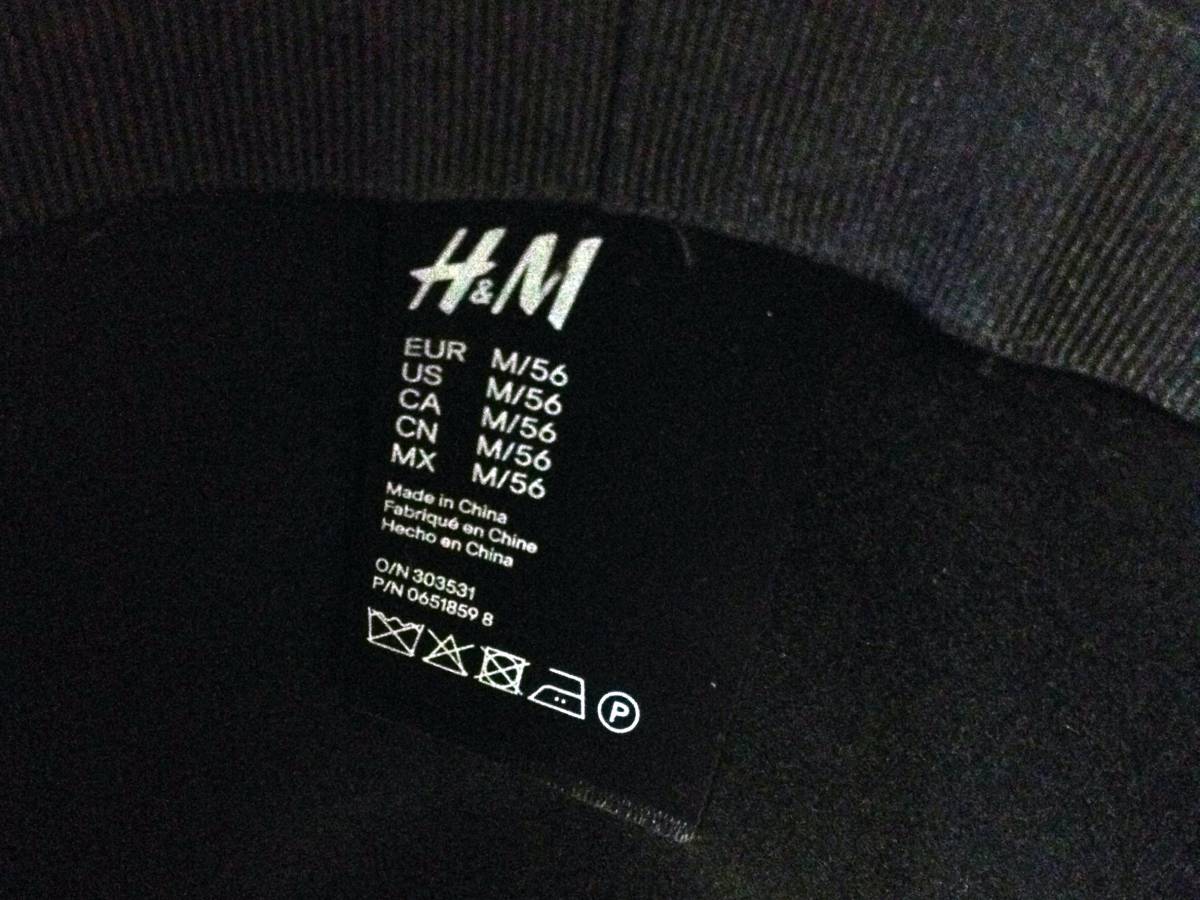 H&M
EUR M/56
US M/56
CA M/56
CN M/56
MX M/56
Made in China
Fabriqué en Chine
Hecho en China
O/N 303531
P/N 0651859 8
P